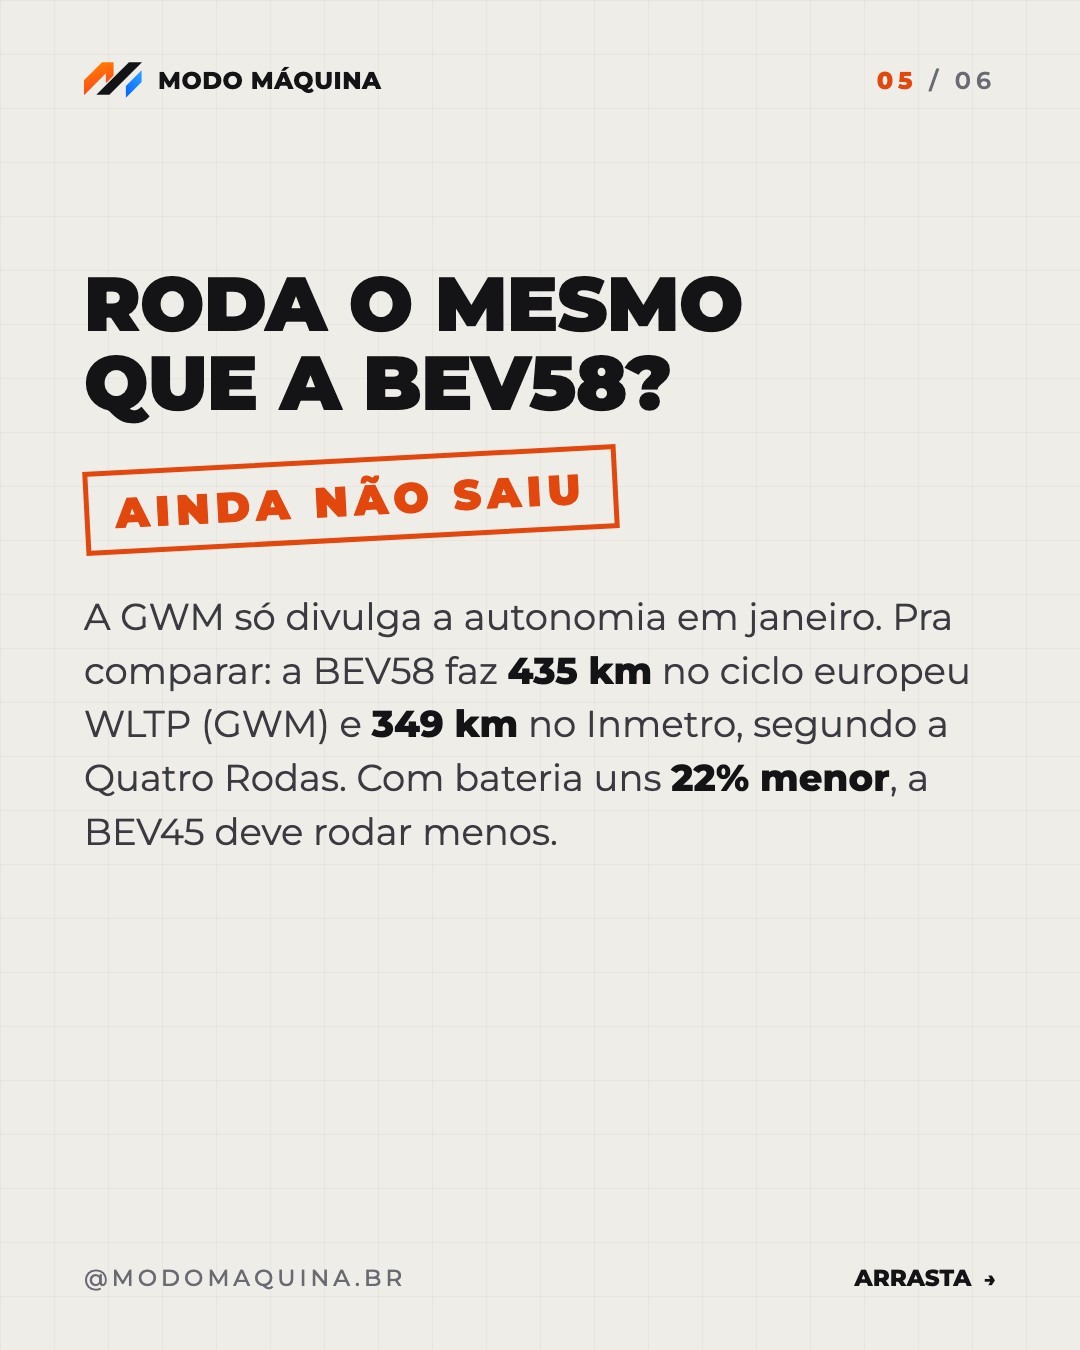 MODO MÁQUINA
05 / 06
RODA O MESMO
QUE A BEV58?
AINDA NÃO SAIU
A GWM só divulga a autonomia em janeiro. Pra
comparar: a BEV58 faz 435 km no ciclo europeu
WLTP (GWM) e 349 km no Inmetro, segundo a
Quatro Rodas. Com bateria uns 22% menor, a
BEV45 deve rodar menos.
@MODOMAQUINA.BR
ARRASTA →